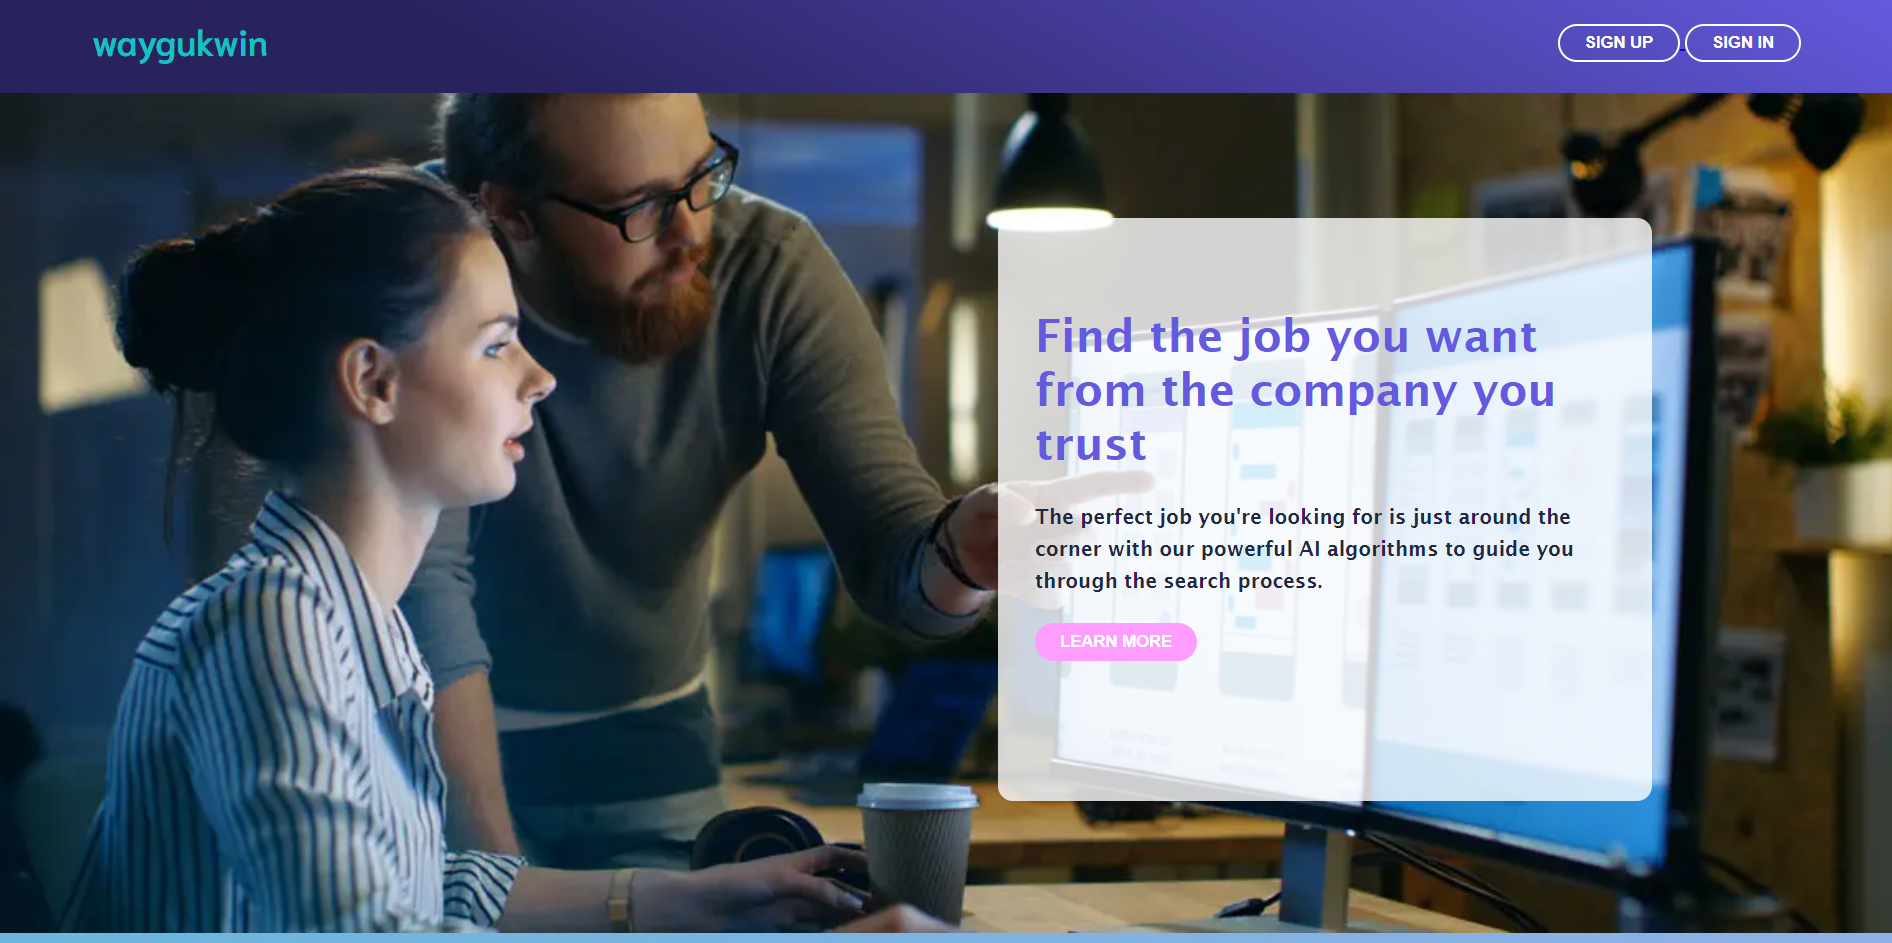 waygukwin
SIGN UP
SIGN IN
Find the job you want
from the company you
trust
The perfect job you're looking for is just around the
corner with our powerful AI algorithms to guide you
through the search process.
LEARN MORE